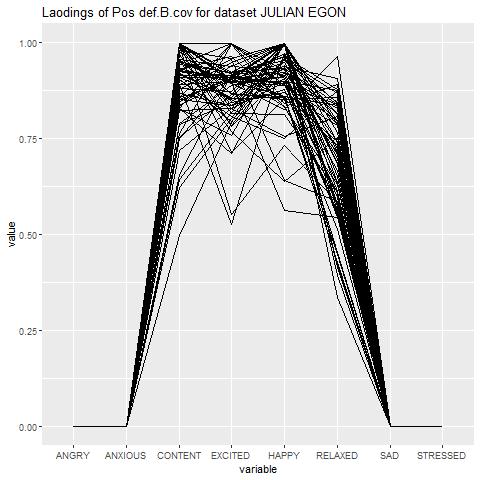 Laodings of Pos def.B.cov for dataset JULIAN EGON
1.00
0.75
0.50
0.25
0.00
value
ANGRY ANXIOUS CONTENT EXCITED HAPPY RELAXED SAD STRESSED
variable